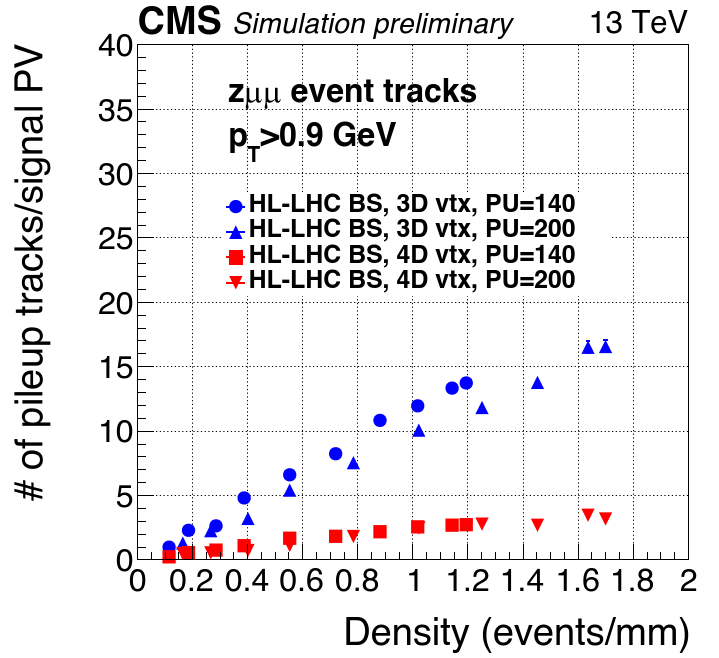 CMS Simulation preliminary 13 TeV
# of pileup tracks/signal PV
40
35
30
25
20
15
10
5
0
zμμ event tracks
pT>0.9 GeV
HL-LHC BS, 3D vtx, PU=140
HL-LHC BS, 3D vtx, PU=200
HL-LHC BS, 4D vtx, PU=140
HL-LHC BS, 4D vtx, PU=200
0 0.2 0.4 0.6 0.8 1 1.2 1.4 1.6 1.8 2
Density (events/mm)